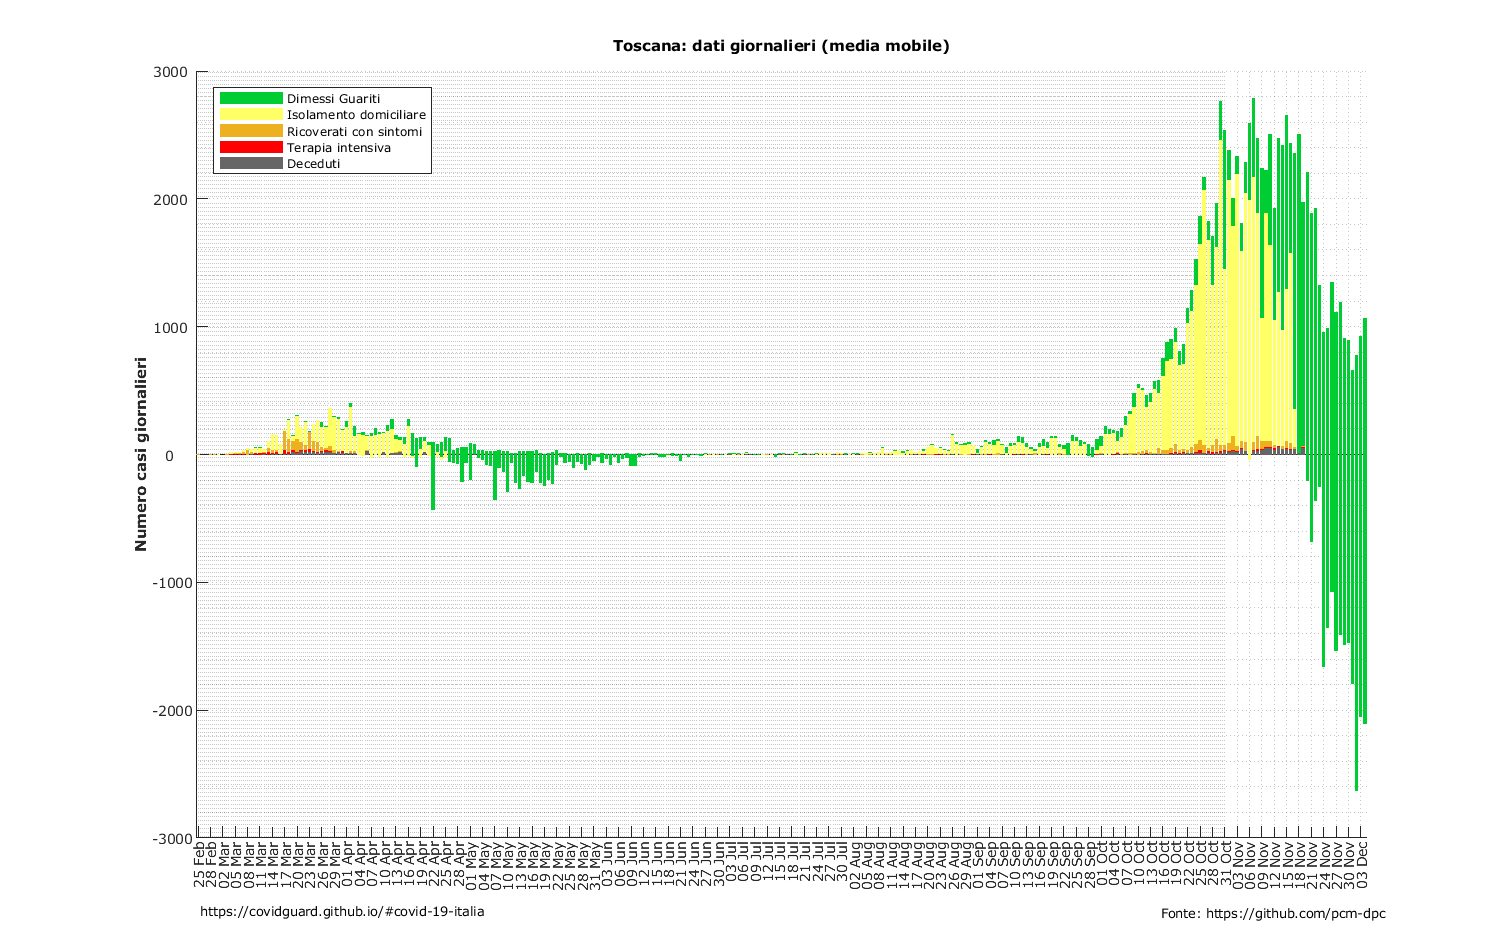 Toscana: dati giornalieri (media mobile)
3000
2000
1000
0
-1000
-2000
-3000
Numero casi giornalieri
Dimessi Guariti
Isolamento domiciliare
Ricoverati con sintomi
Terapia intensiva
Deceduti
25 Feb
28 Feb
02 Mar
05 Mar
08 Mar
11 Mar
14 Mar
17 Mar
20 Mar
23 Mar
26 Mar
29 Mar
01 Apr
04 Apr
07 Apr
10 Apr
13 Apr
16 Apr
19 Apr
22 Apr
25 Apr
28 Apr
01 May
04 May
07 May
10 May
13 May
16 May
19 May
22 May
25 May
28 May
31 May
03 Jun
06 Jun
09 Jun
12 Jun
15 Jun
18 Jun
21 Jun
24 Jun
27 Jun
30 Jun
03 Jul
06 Jul
09 Jul
12 Jul
15 Jul
18 Jul
21 Jul
24 Jul
27 Jul
30 Jul
02 Aug
05 Aug
08 Aug
11 Aug
14 Aug
17 Aug
20 Aug
23 Aug
26 Aug
29 Aug
01 Sep
04 Sep
07 Sep
10 Sep
13 Sep
16 Sep
19 Sep
22 Sep
25 Sep
28 Sep
01 Oct
04 Oct
07 Oct
10 Oct
13 Oct
16 Oct
19 Oct
22 Oct
25 Oct
28 Oct
31 Oct
03 Nov
06 Nov
09 Nov
12 Nov
15 Nov
18 Nov
21 Nov
24 Nov
27 Nov
30 Nov
03 Dec
https://covidguard.github.io/#covid-19-italia
Fonte: https://github.com/pcm-dpc